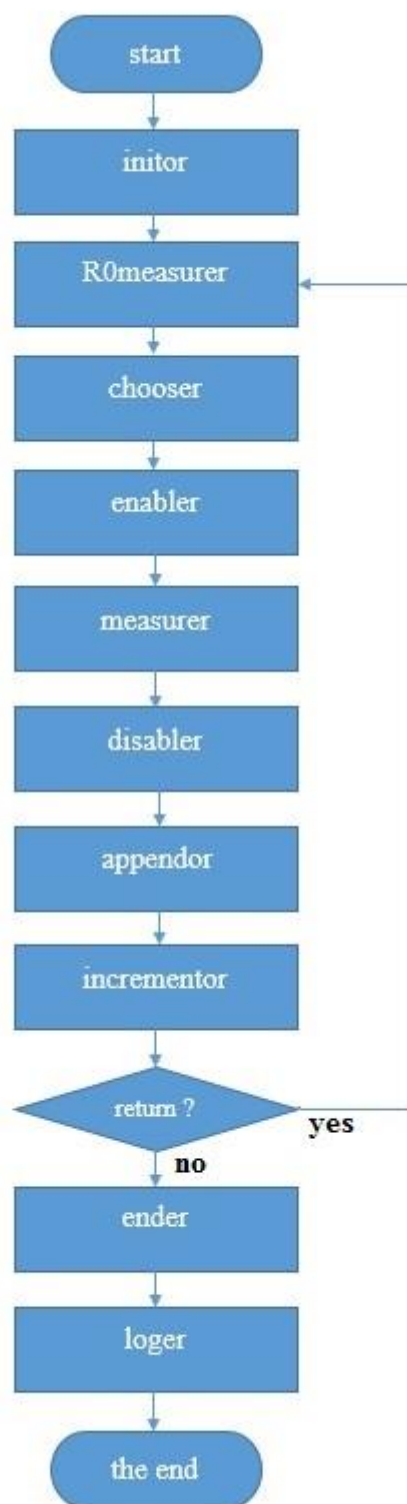 start
initor
R0measurer
chooser
enabler
measurer
disabler
appendor
incrementor
return ?
yes
no
ender
loger
the end